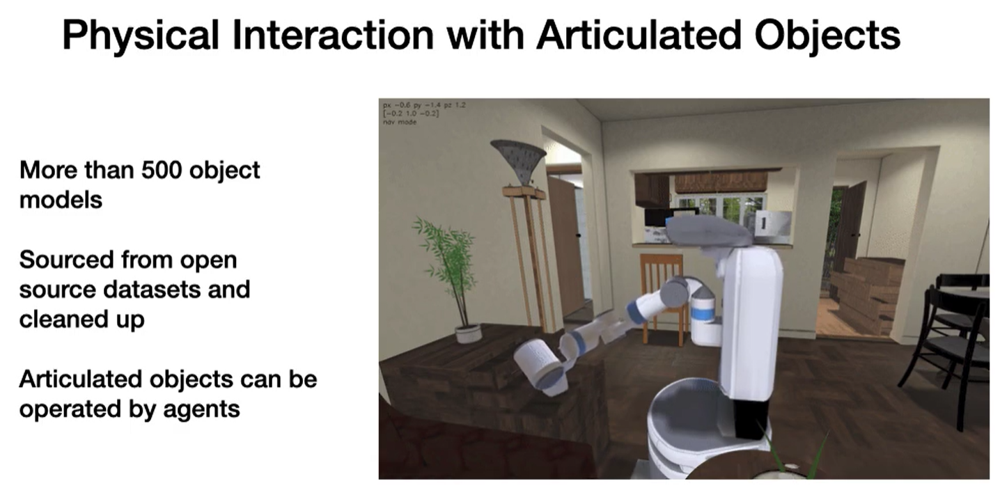 Physical Interaction with Articulated Objects
px -0.6 py -1.4 pz 1.2
[-0.2 1.0 -0.2]
nav mode
More than 500 object
models
Sourced from open
source datasets and
cleaned up
Articulated objects can be
operated by agents